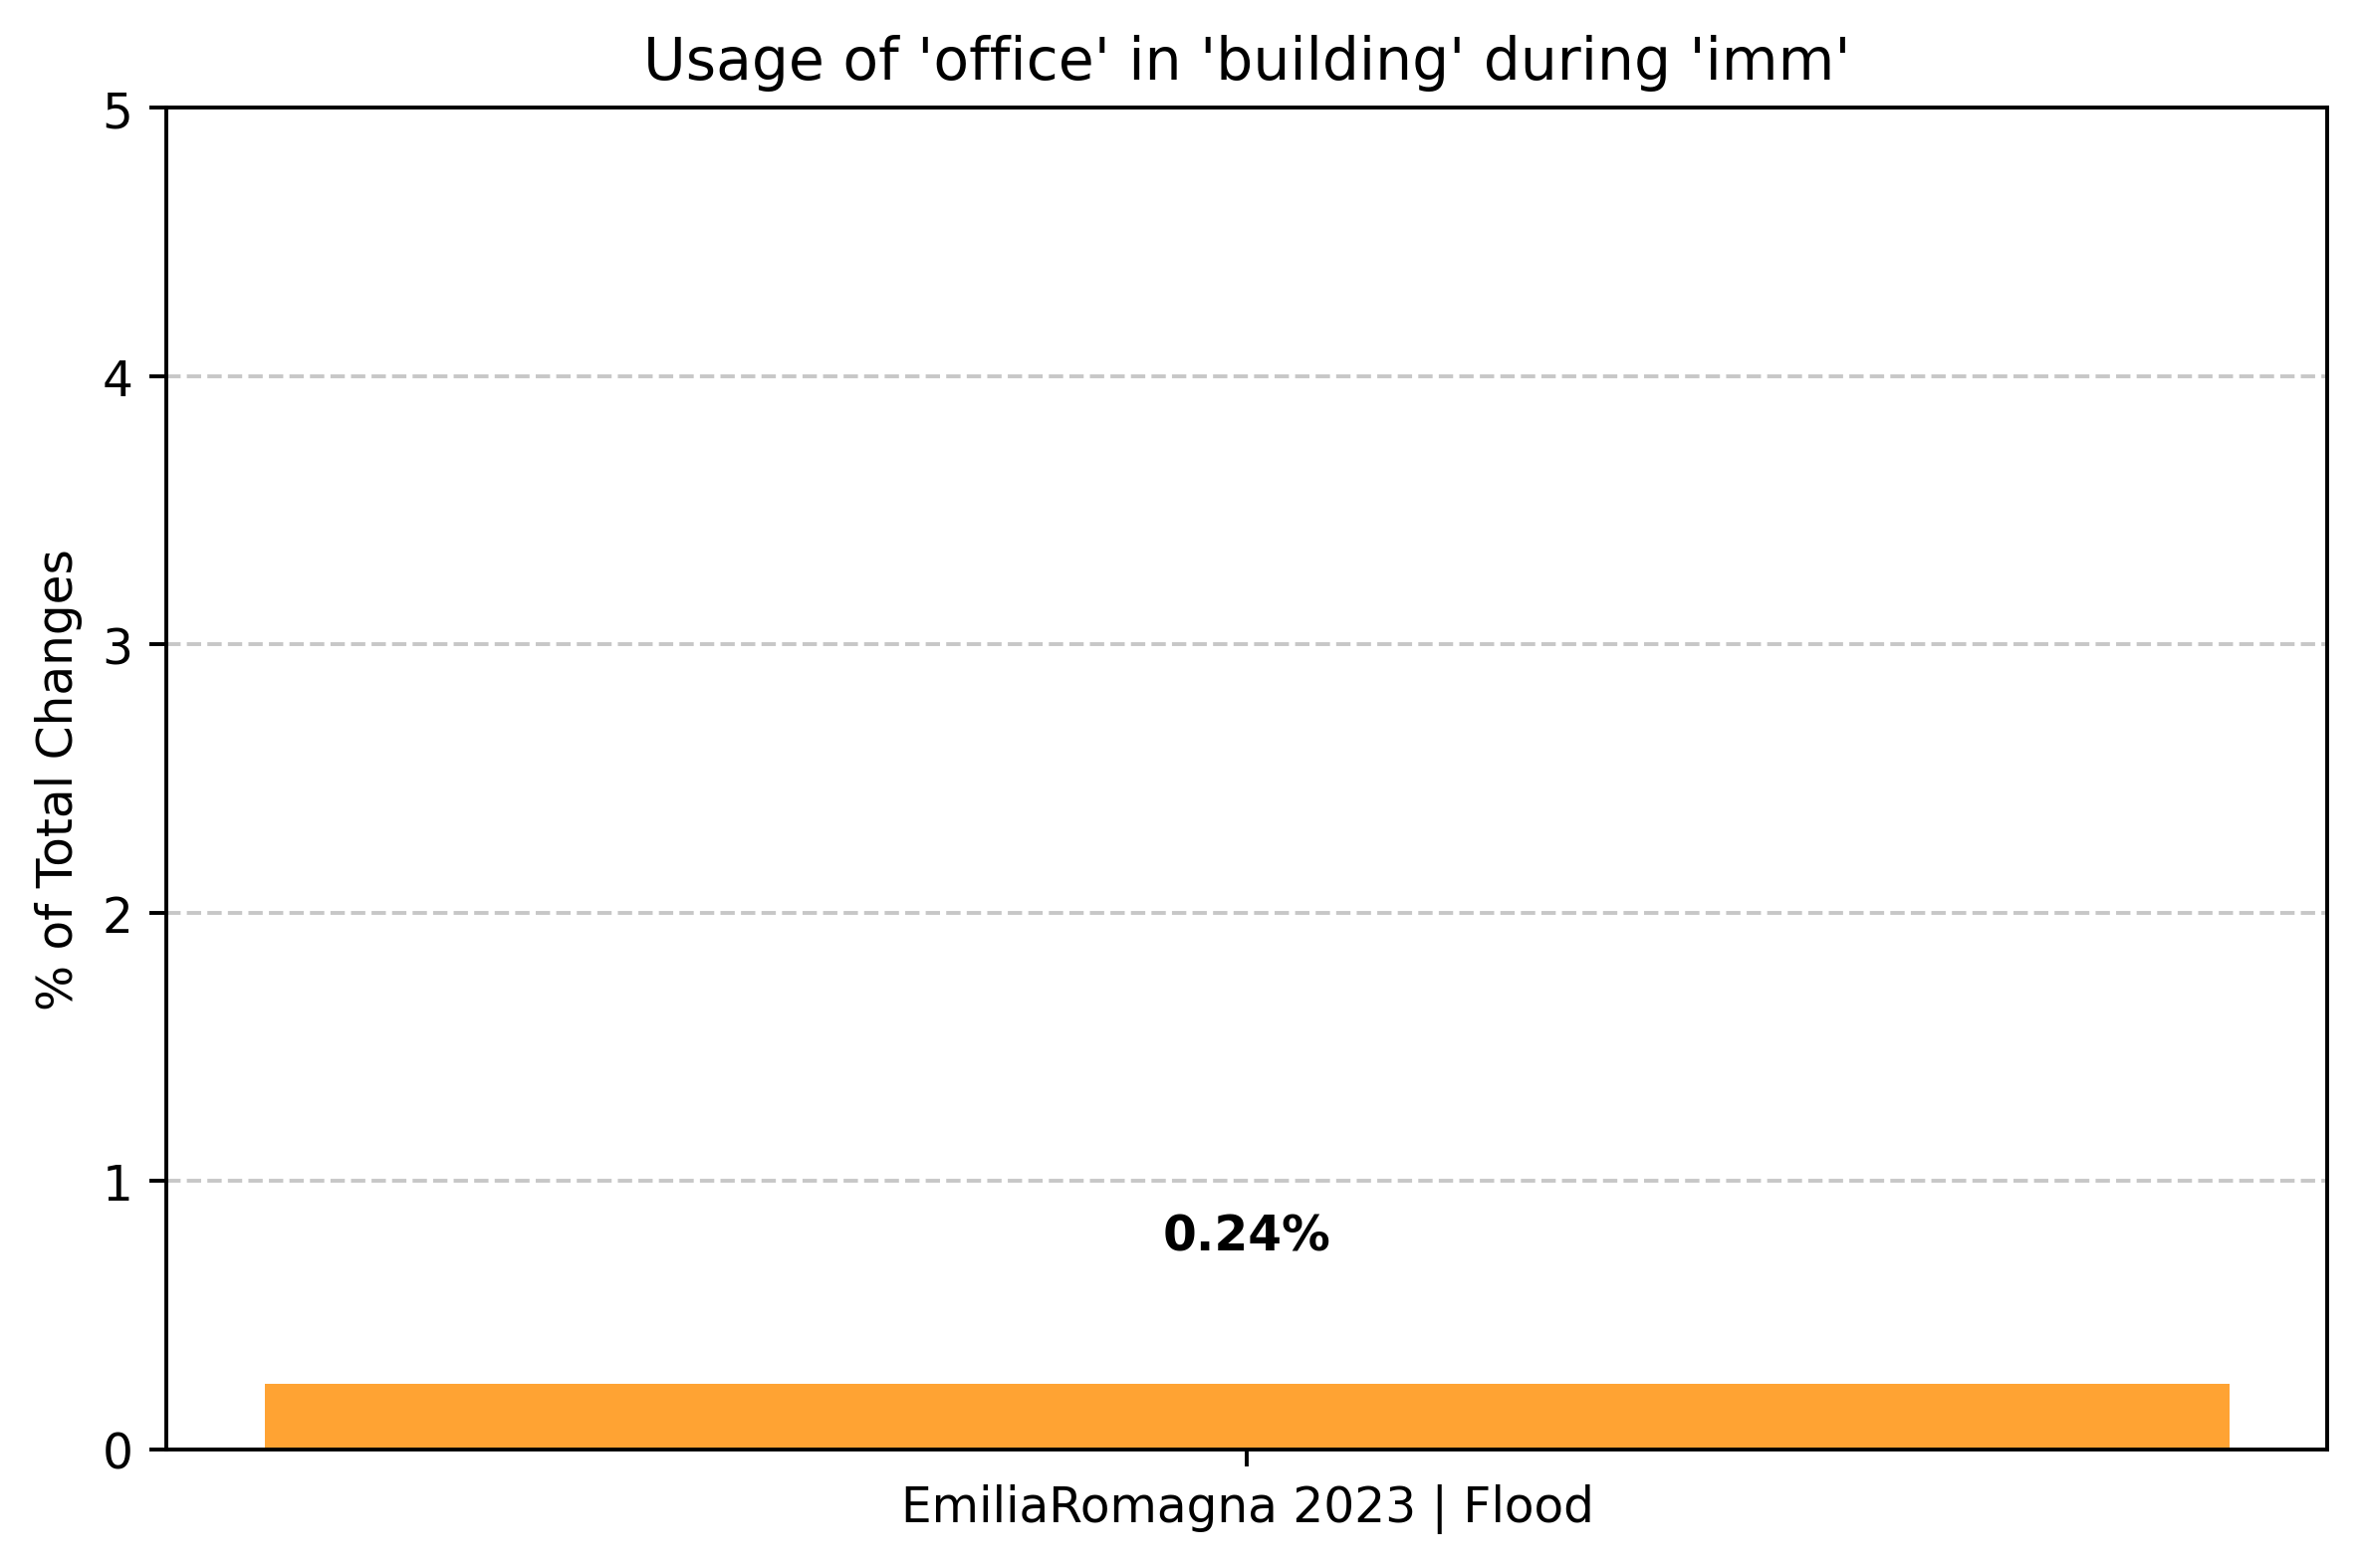 Usage of 'office' in 'building' during 'imm'
5
4
3
2
1
0
% of Total Changes
0.24%
EmiliaRomagna 2023 | Flood